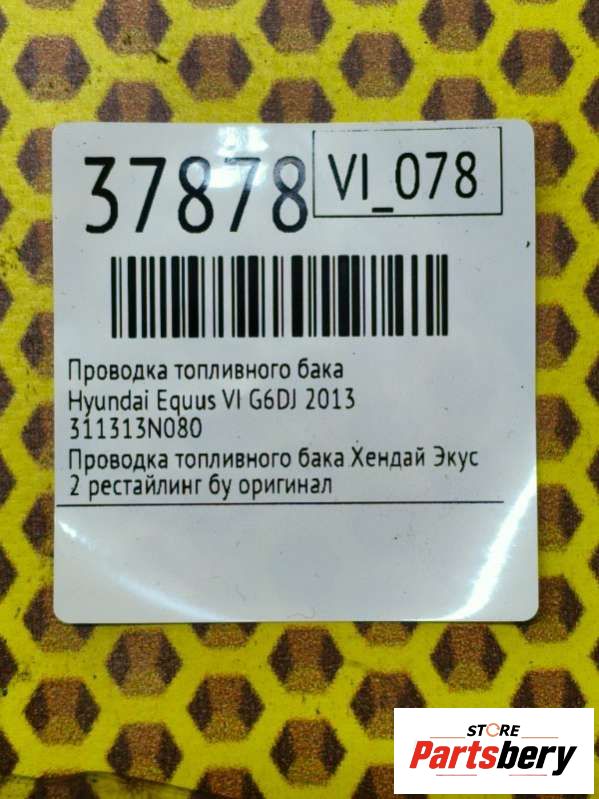 37878
VI_078
Проводка топливного бака
Hyundai Equus VI G6DJ 2013
311313N080
Проводка топливного бака Хендай Экус
2 рестайлинг бу оригинал
STORE
Partsbery